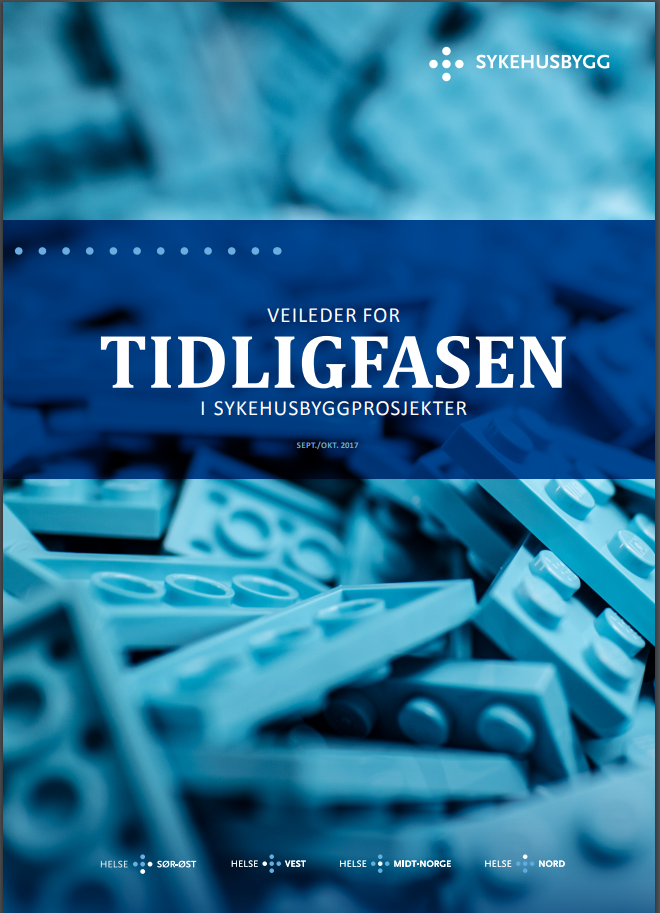 SYKEHUSBYGG
VEILEDER FOR
TIDLIGFASEN
I SYKEHUSBYGGPROSJEKTER
SEPT./OKT. 2017
HELSE SØR-ØST HELSE VEST HELSE MIDT-NORGE HELSE NORD